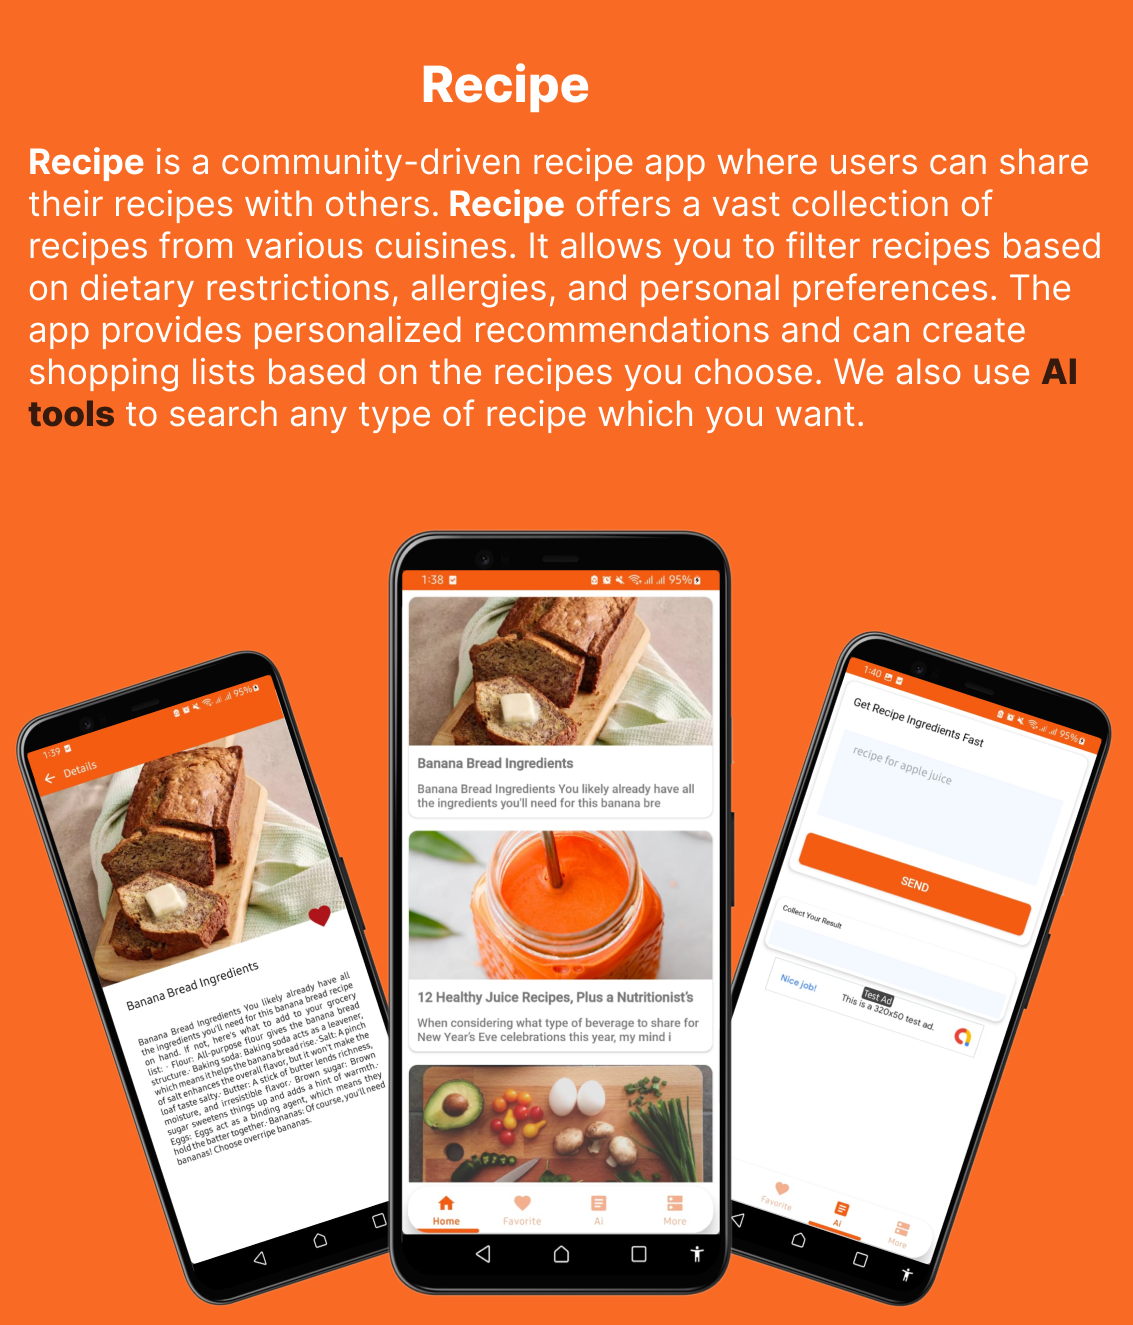 Recipe
Recipe is a community-driven recipe app where users can share
their recipes with others. Recipe offers a vast collection of
recipes from various cuisines. It allows you to filter recipes based
on dietary restrictions, allergies, and personal preferences. The
app provides personalized recommendations and can create
shopping lists based on the recipes you choose. We also use AI
tools to search any type of recipe which you want.
1:39
95%
Details
Banana Bread Ingredients
Banana Bread Ingredients You likely already have all
the ingredients you'll need for this banana bread recipe
on hand. If not, here's what to add to your grocery
list: · Flour: All-purpose flour gives the banana bread
structure.· Baking soda: Baking soda acts as a leavener,
which means it helps the banana bread rise.· Salt: A pinch
of salt enhances the overall flavor, but it won't make the
loaf taste salty.· Butter: A stick of butter lends richness,
moisture, and irresistible flavor.· Brown sugar: Brown
sugar sweetens things up and adds a hint of warmth.·
Eggs: Eggs act as a binding agent, which means they
hold the batter together.· Bananas: Of course, you'll need
bananas! Choose overripe bananas.
1:38
95%
Banana Bread Ingredients
Banana Bread Ingredients You likely already have all
the ingredients you'll need for this banana bre
12 Healthy Juice Recipes, Plus a Nutritionist's
When considering what type of beverage to share for
New Year's Eve celebrations this year, my mind i
Home
Favorite
Ai
More
1:40
95%
Get Recipe Ingredients Fast
recipe for apple juice
SEND
Collect Your Result
Nice job!
Test Ad
This is a 320x50 test ad.
Favorite
Ai
More